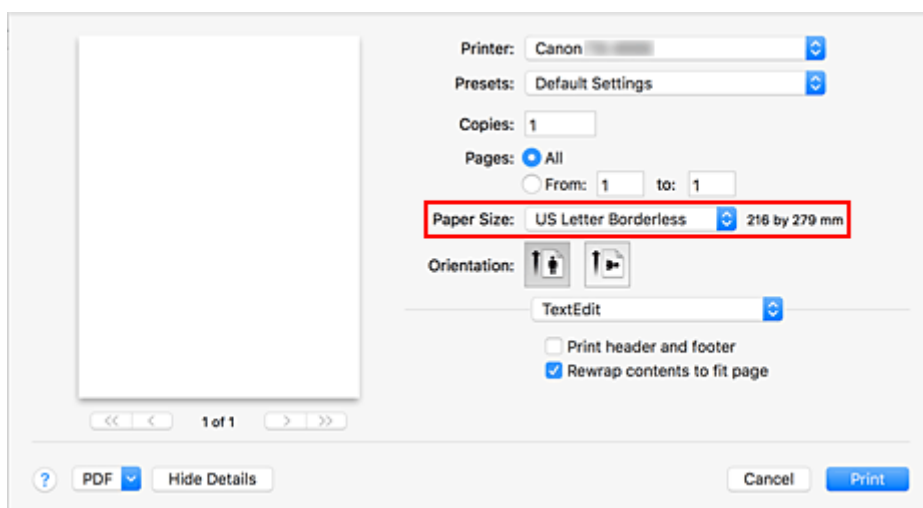 Printer: Canon
Presets: Default Settings
Copies: 1
Pages: All
From: 1 to: 1
Paper Size: US Letter Borderless 216 by 279 mm
Orientation:
TextEdit
Print header and footer
Rewrap contents to fit page
<< < 1 of 1 > >>
? PDF Hide Details Cancel Print